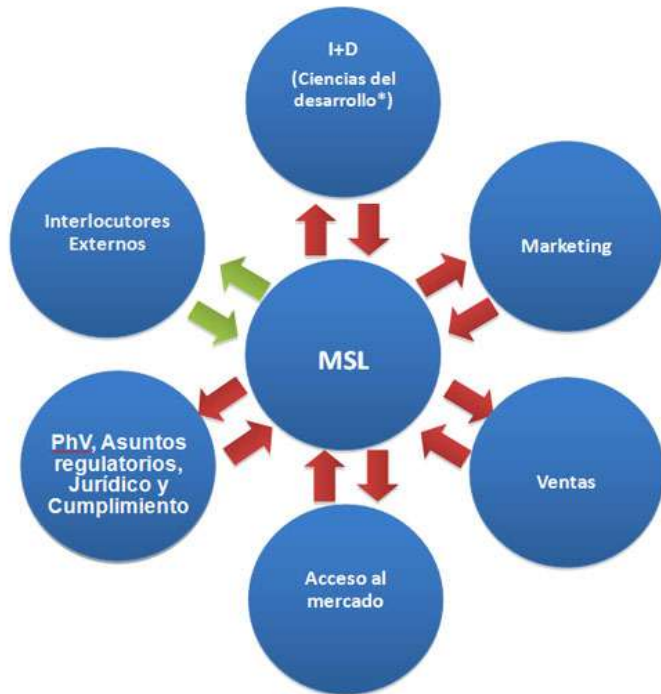 I+D
(Ciencias del
desarrollo*)
Interlocutores
Externos
Marketing
MSL
PhV, Asuntos
regulatorios,
Jurídico y
Cumplimiento
Ventas
Acceso al
mercado